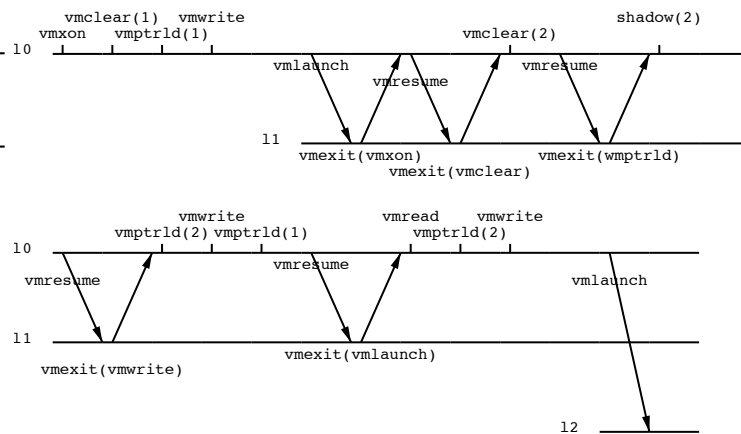 vmclear(1) vmwrite shadow(2)
vmxon vmptrld(1) vmclear(2)
l0
vmlaunch vmresume
vmresume
l1
vmexit(vmxon) vmexit(wmptrld)
vmexit(vmclear)
vmwrite vmread vmwrite
vmptrld(2) vmptrld(1) vmptrld(2)
l0
vmresume
vmresume vmlaunch
l1
vmexit(vmlaunch)
vmexit(vmwrite)
l2